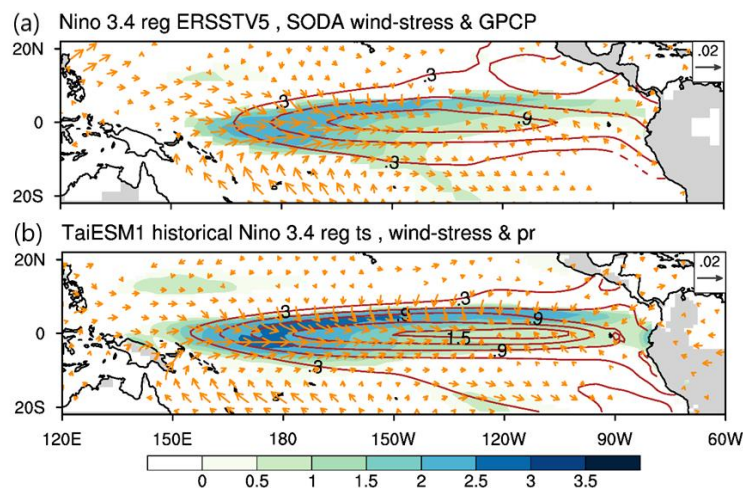 (a) Nino 3.4 reg ERSSTV5 , SODA wind-stress & GPCP
20N
.02
.3
.3
0
.9
.3
20S
(b) TaiESM1 historical Nino 3.4 reg ts , wind-stress & pr
20N
.02
.3
.3
.9
.9
0
1.5
.9
.3
20S
120E 150E 180 150W 120W 90W 60W
0 0.5 1 1.5 2 2.5 3 3.5